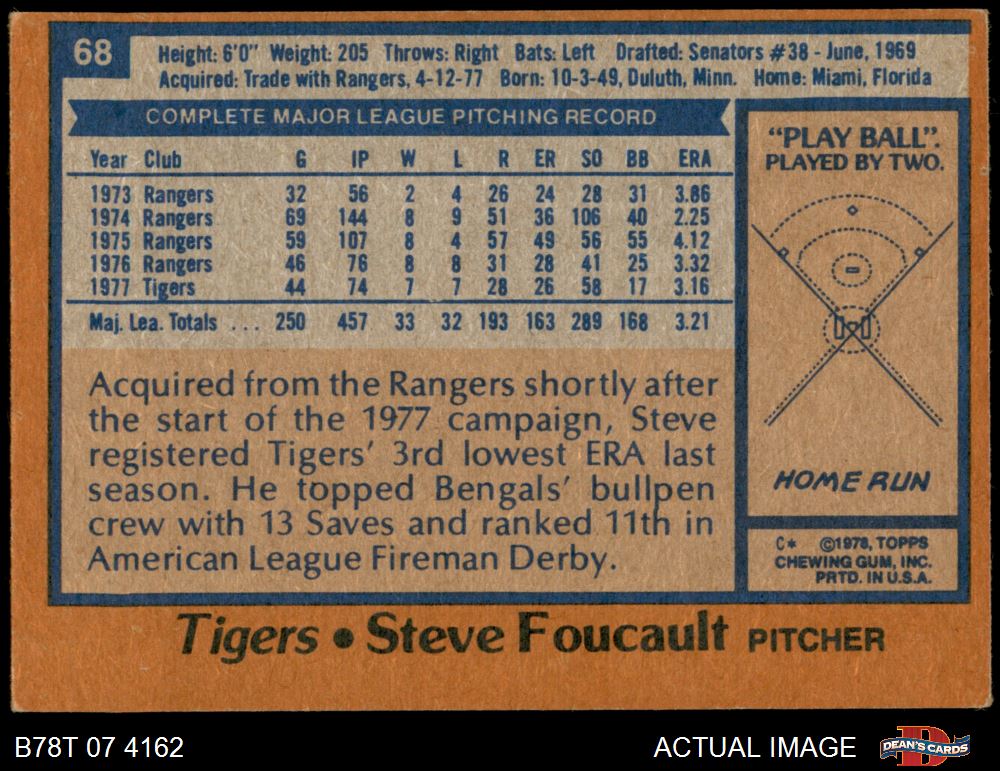 68
Height: 6'0" Weight: 205 Throws: Right Bats: Left Drafted: Senators #38 - June, 1969
Acquired: Trade with Rangers, 4-12-77 Born: 10-3-49, Duluth, Minn. Home: Miami, Florida
COMPLETE MAJOR LEAGUE PITCHING RECORD
Year Club G IP W L R ER SO BB ERA
1973 Rangers 32 56 2 4 26 24 28 31 3.86
1974 Rangers 69 144 8 9 51 36 106 40 2.25
1975 Rangers 59 107 8 4 57 49 56 55 4.12
1976 Rangers 46 76 8 8 31 28 41 25 3.32
1977 Tigers 44 74 7 7 28 26 58 17 3.16
Maj. Lea. Totals ... 250 457 33 32 193 163 289 168 3.21
Acquired from the Rangers shortly after
the start of the 1977 campaign, Steve
registered Tigers' 3rd lowest ERA last
season. He topped Bengals' bullpen
crew with 13 Saves and ranked 11th in
American League Fireman Derby.
"PLAY BALL".
PLAYED BY TWO.
HOME RUN
C* ©1978, TOPPS
CHEWING GUM, INC.
PRTD. IN U.S.A.
Tigers • Steve Foucault PITCHER
B78T 07 4162
ACTUAL IMAGE
D
DEAN'S CARDS